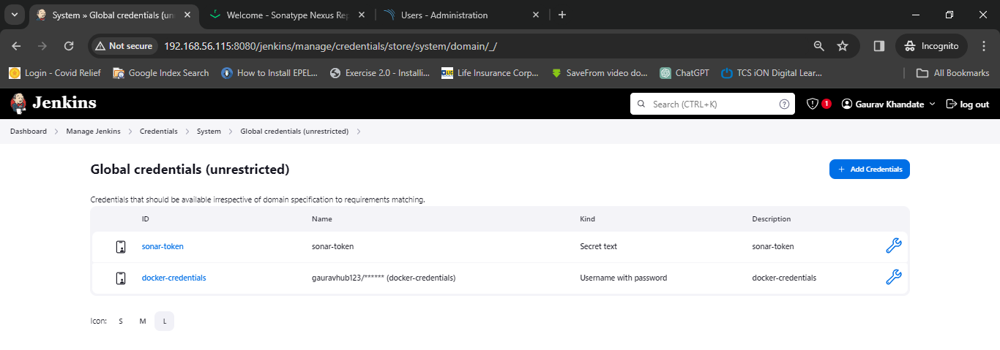 System » Global credentials (un
Welcome - Sonatype Nexus Rep
Users - Administration
Not secure 192.168.56.115:8080/jenkins/manage/credentials/store/system/domain/_/ Incognito
Login - Covid Relief Google Index Search How to Install EPEL... Exercise 2.0 - Installi... Life Insurance Corp... SaveFrom video do... ChatGPT TCS iON Digital Lear... All Bookmarks
Jenkins Search (CTRL+K) ? 1 Gaurav Khandate log out
Dashboard Manage Jenkins Credentials System Global credentials (unrestricted)
Global credentials (unrestricted) + Add Credentials
Credentials that should be available irrespective of domain specification to requirements matching.
ID Name Kind Description
sonar-token sonar-token Secret text sonar-token
docker-credentials gauravhub123/****** (docker-credentials) Username with password docker-credentials
Icon: S M L